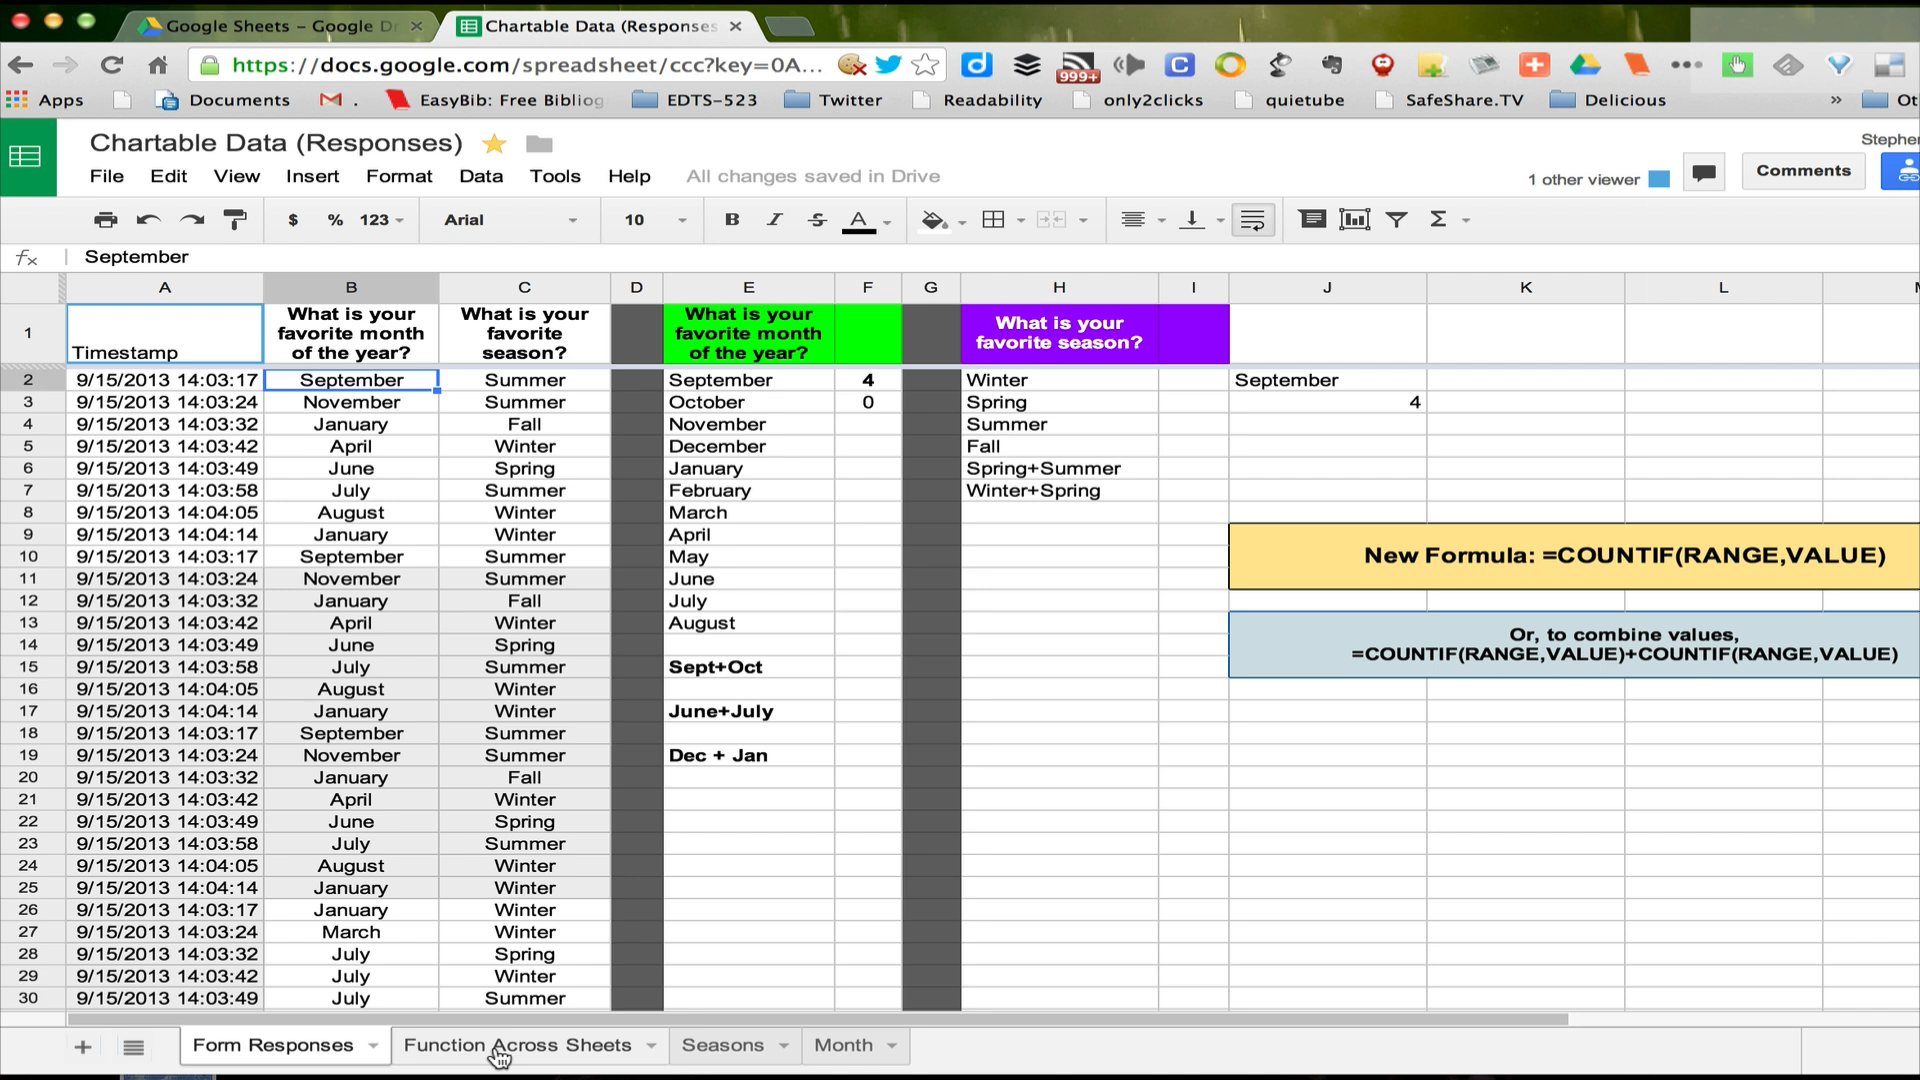 Google Sheets – Google Dr
Chartable Data (Responses
https://docs.google.com/spreadsheet/ccc?key=0A...
999+
Apps
Documents
.
EasyBib: Free Bibliog
EDTS-523
Twitter
Readability
only2clicks
quietube
SafeShare.TV
Delicious
»
Chartable Data (Responses)
Stephen
File Edit View Insert Format Data Tools Help All changes saved in Drive
1 other viewer
Comments
$ % 123 Arial 10 B I S A Σ
fx September
A B C D E F G H I J K L
1 Timestamp
What is your favorite month of the year?
What is your favorite season?
What is your favorite month of the year?
What is your favorite season?
2 9/15/2013 14:03:17 September Summer September 4 Winter September
3 9/15/2013 14:03:24 November Summer October 0 Spring 4
4 9/15/2013 14:03:32 January Fall November Summer
5 9/15/2013 14:03:42 April Winter December Fall
6 9/15/2013 14:03:49 June Spring January Spring+Summer
7 9/15/2013 14:03:58 July Summer February Winter+Spring
8 9/15/2013 14:04:05 August Winter March
9 9/15/2013 14:04:14 January Winter April
10 9/15/2013 14:03:17 September Summer May
New Formula: =COUNTIF(RANGE,VALUE)
11 9/15/2013 14:03:24 November Summer June
12 9/15/2013 14:03:32 January Fall July
13 9/15/2013 14:03:42 April Winter August
Or, to combine values,
=COUNTIF(RANGE,VALUE)+COUNTIF(RANGE,VALUE)
14 9/15/2013 14:03:49 June Spring
15 9/15/2013 14:03:58 July Summer Sept+Oct
16 9/15/2013 14:04:05 August Winter
17 9/15/2013 14:04:14 January Winter June+July
18 9/15/2013 14:03:17 September Summer
19 9/15/2013 14:03:24 November Summer Dec + Jan
20 9/15/2013 14:03:32 January Fall
21 9/15/2013 14:03:42 April Winter
22 9/15/2013 14:03:49 June Spring
23 9/15/2013 14:03:58 July Summer
24 9/15/2013 14:04:05 August Winter
25 9/15/2013 14:04:14 January Winter
26 9/15/2013 14:03:17 January Winter
27 9/15/2013 14:03:24 March Winter
28 9/15/2013 14:03:32 July Spring
29 9/15/2013 14:03:42 July Winter
30 9/15/2013 14:03:49 July Summer
Form Responses Function Across Sheets Seasons Month